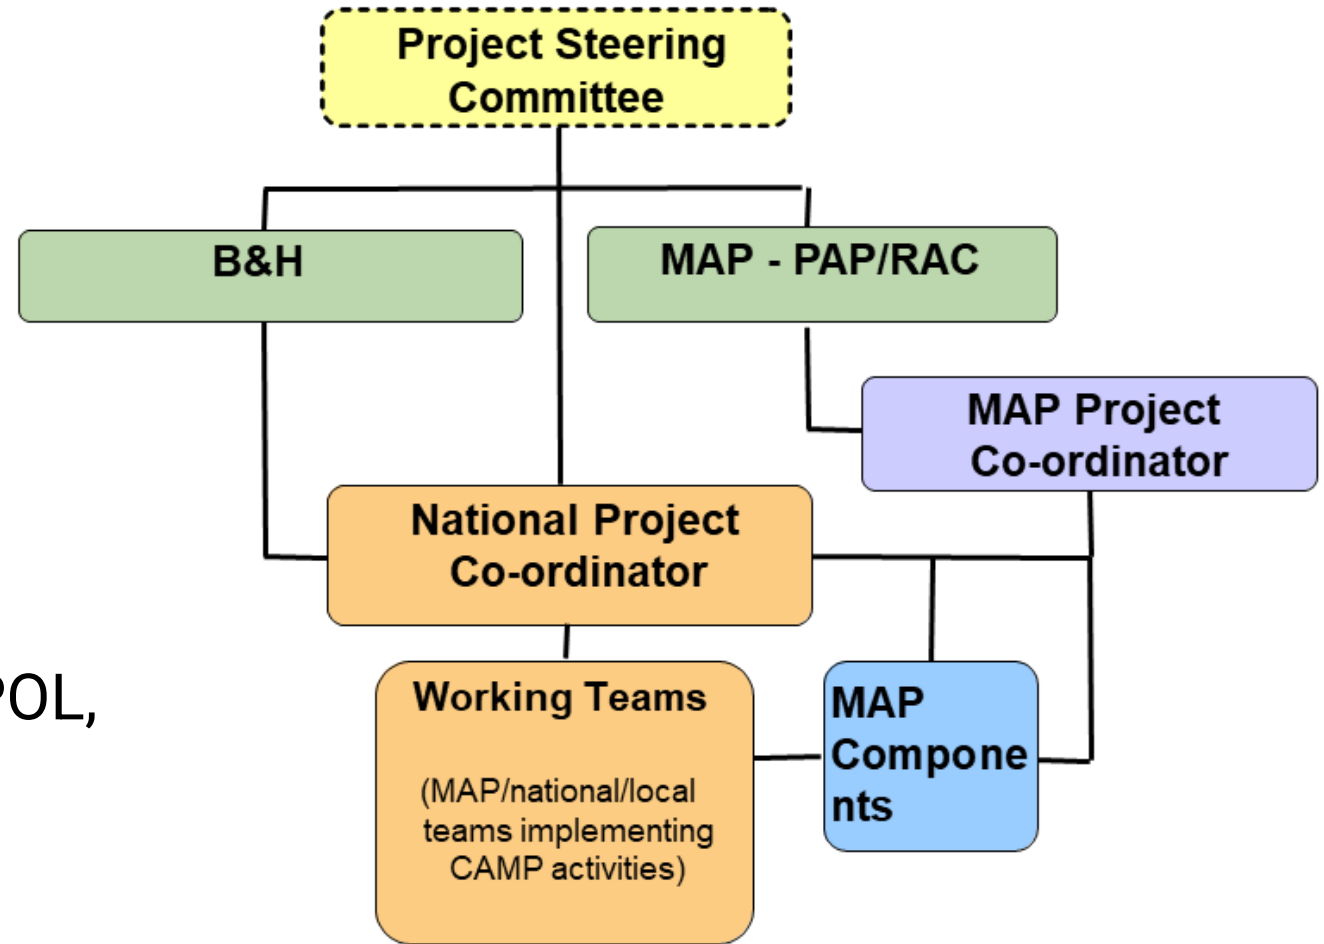 Project Steering
Committee
B&H
MAP - PAP/RAC
MAP Project
Co-ordinator
National Project
Co-ordinator
POL,
Working Teams
(MAP/national/local
teams implementing
CAMP activities)
MAP
Compone
nts